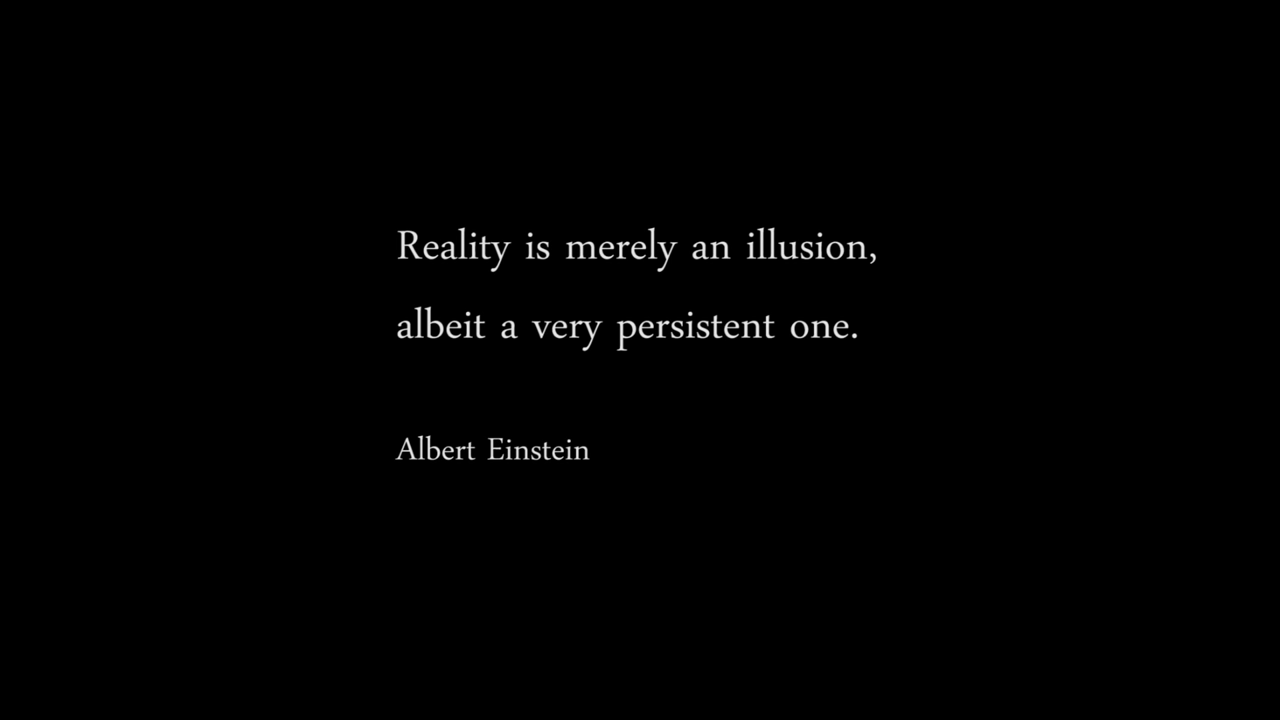 Reality is merely an illusion,
albeit a very persistent one.
Albert Einstein